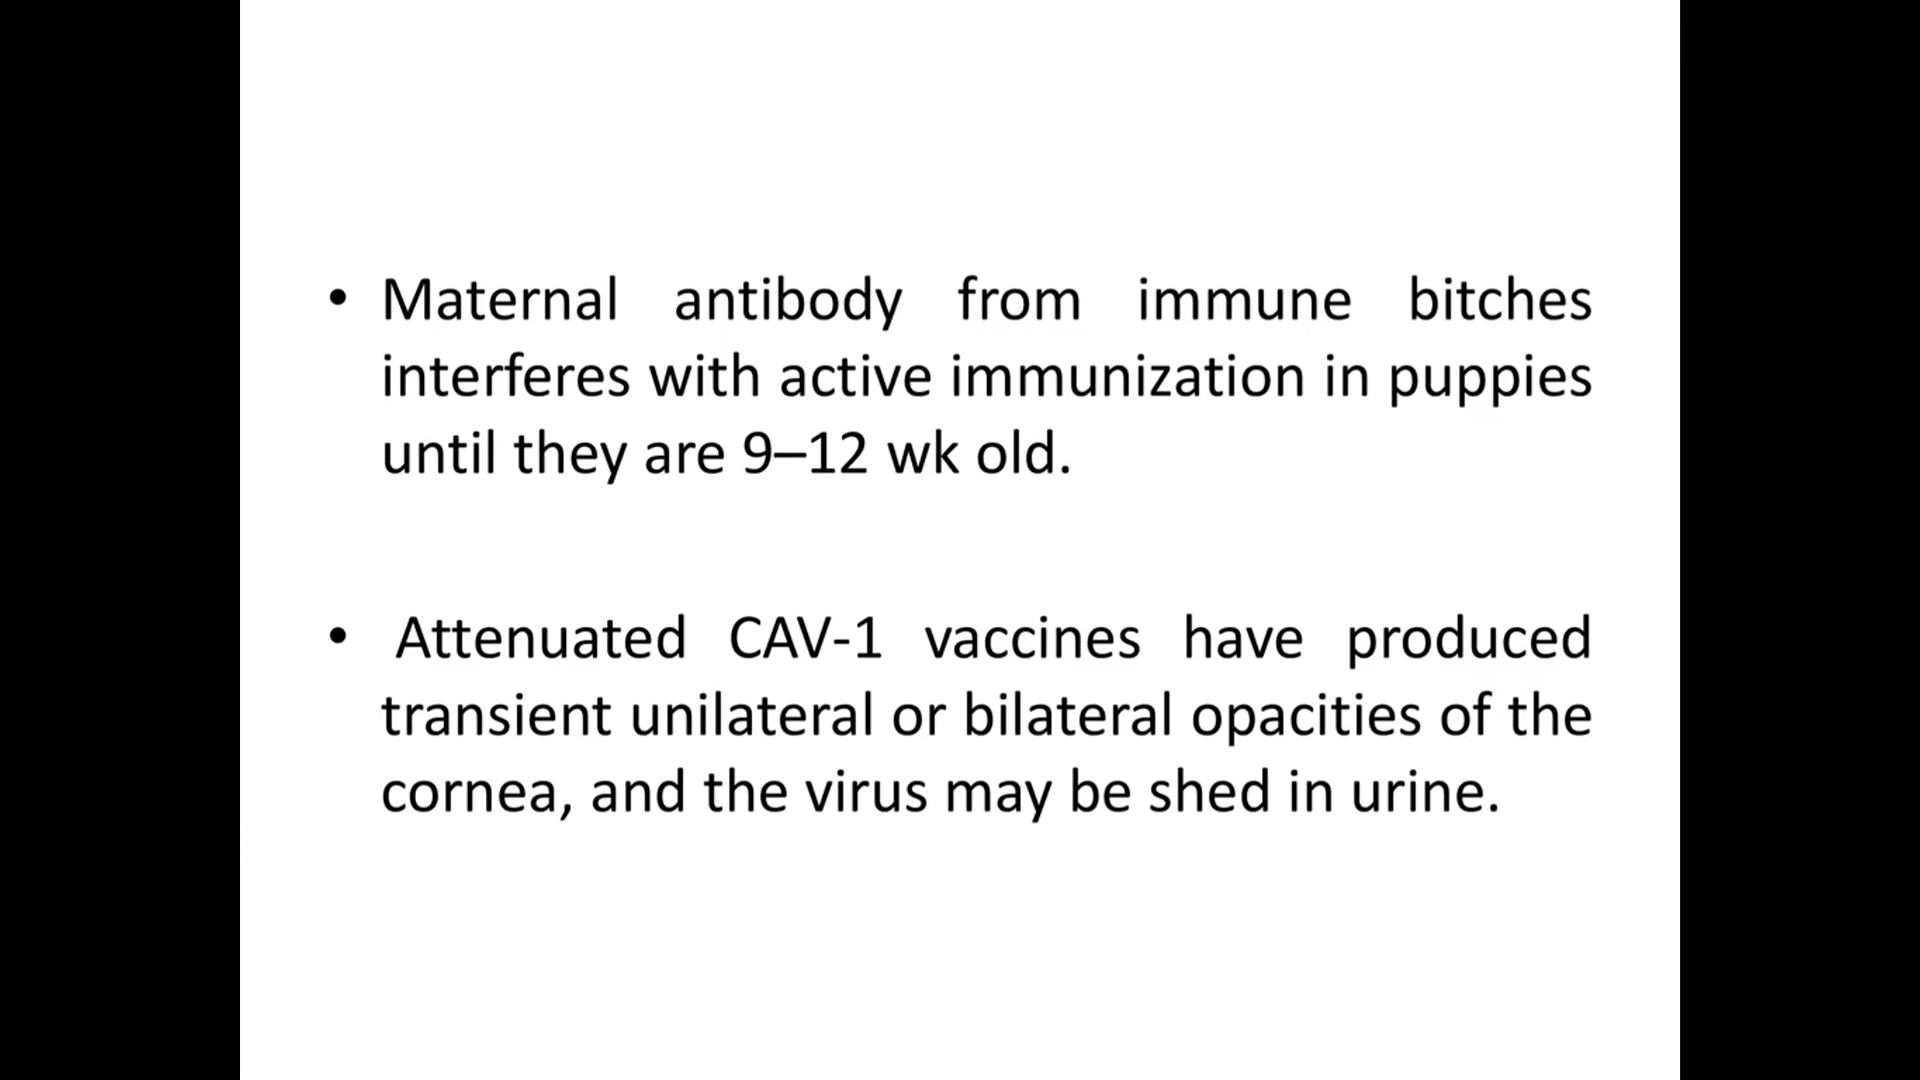 • Maternal antibody from immune bitches
interferes with active immunization in puppies
until they are 9–12 wk old.
• Attenuated CAV-1 vaccines have produced
transient unilateral or bilateral opacities of the
cornea, and the virus may be shed in urine.